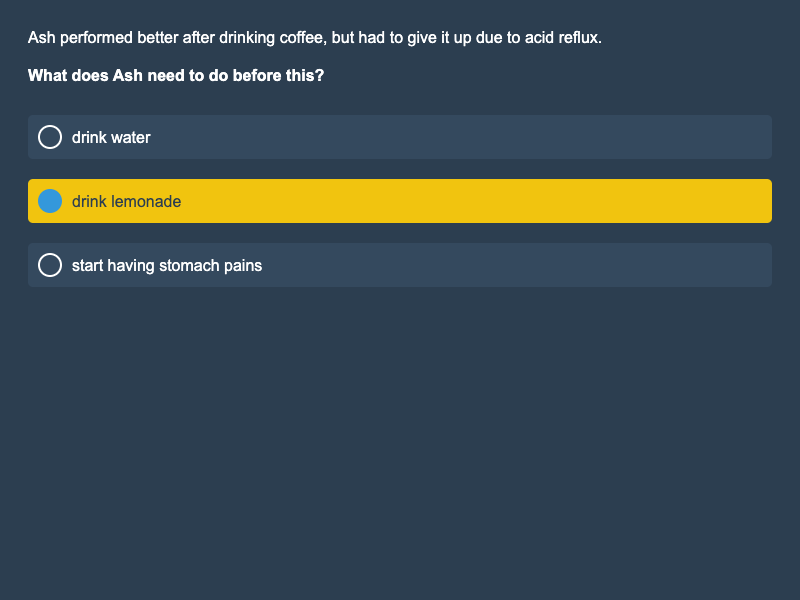 Ash performed better after drinking coffee, but had to give it up due to acid reflux.
What does Ash need to do before this?
drink water
drink lemonade
start having stomach pains